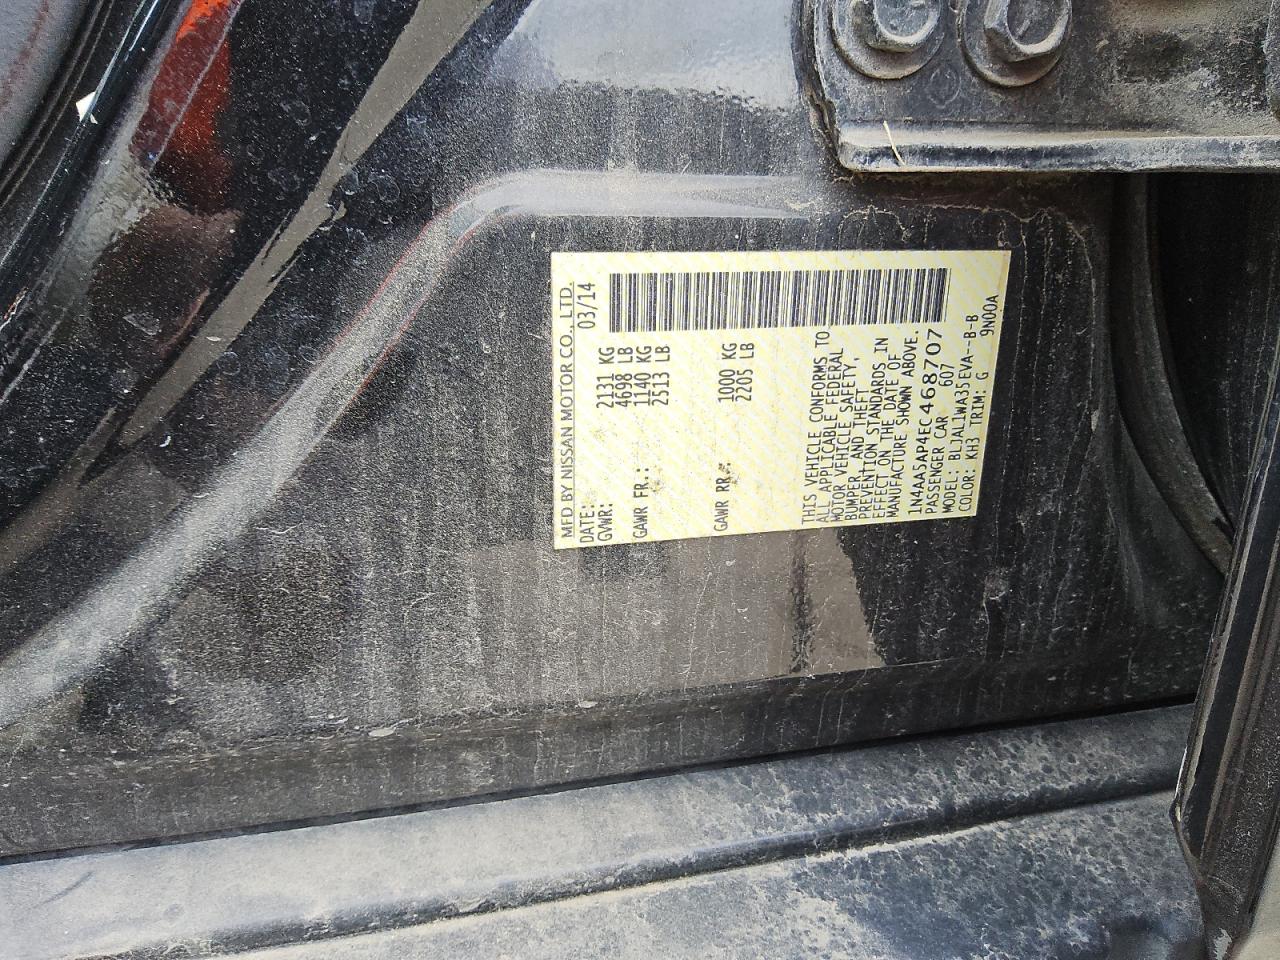 MFD BY NISSAN MOTOR CO., LTD.
DATE: 03/14
GVWR: 2131 KG
4698 LB
GAWR FR.: 1140 KG
2513 LB
GAWR RR.: 1000 KG
2205 LB
THIS VEHICLE CONFORMS TO
ALL APPLICABLE FEDERAL
MOTOR VEHICLE SAFETY,
BUMPER, AND THEFT
PREVENTION STANDARDS IN
EFFECT ON THE DATE OF
MANUFACTURE SHOWN ABOVE.
1N4AA5AP4EC468707
PASSENGER CAR 607
MODEL: BLJAL1WA35EVA--B-B
COLOR: KH3 TRIM: G 9N00A